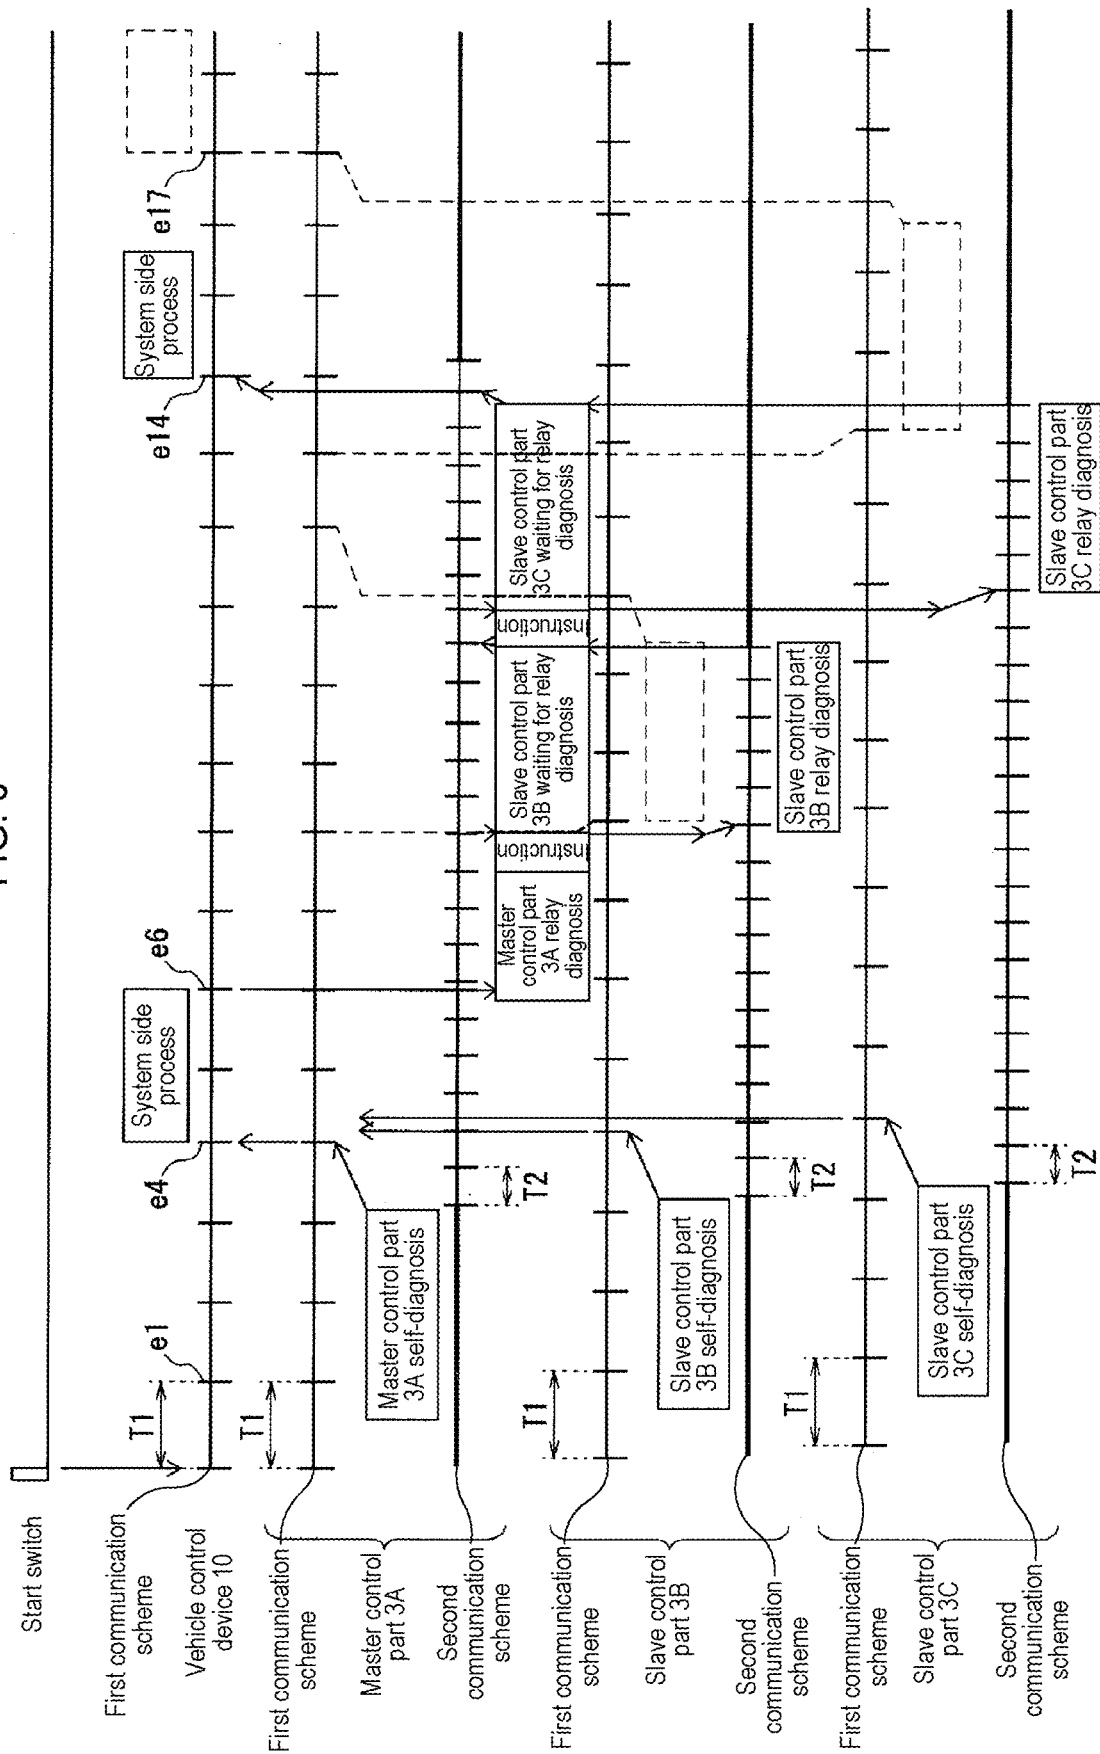 FIG. 6
Start switch
First communication
scheme
Vehicle control
device 10
First communication
scheme
Master control
part 3A
Second
communication
scheme
First communication
scheme
Slave control
part 3B
Second
communication
scheme
First communication
scheme
Slave control
part 3C
Second
communication
scheme
T1
e1
e4
System side
process
e6
e14
System side
process
e17
T1
Master control part
3A self-diagnosis
T2
Master
control part
3A relay
diagnosis
Instruction
Slave control part
3B waiting for relay
diagnosis
Instruction
Slave control part
3C waiting for relay
diagnosis
T1
Slave control part
3B self-diagnosis
T2
Slave control part
3B relay diagnosis
T1
Slave control part
3C self-diagnosis
T2
Slave control part
3C relay diagnosis